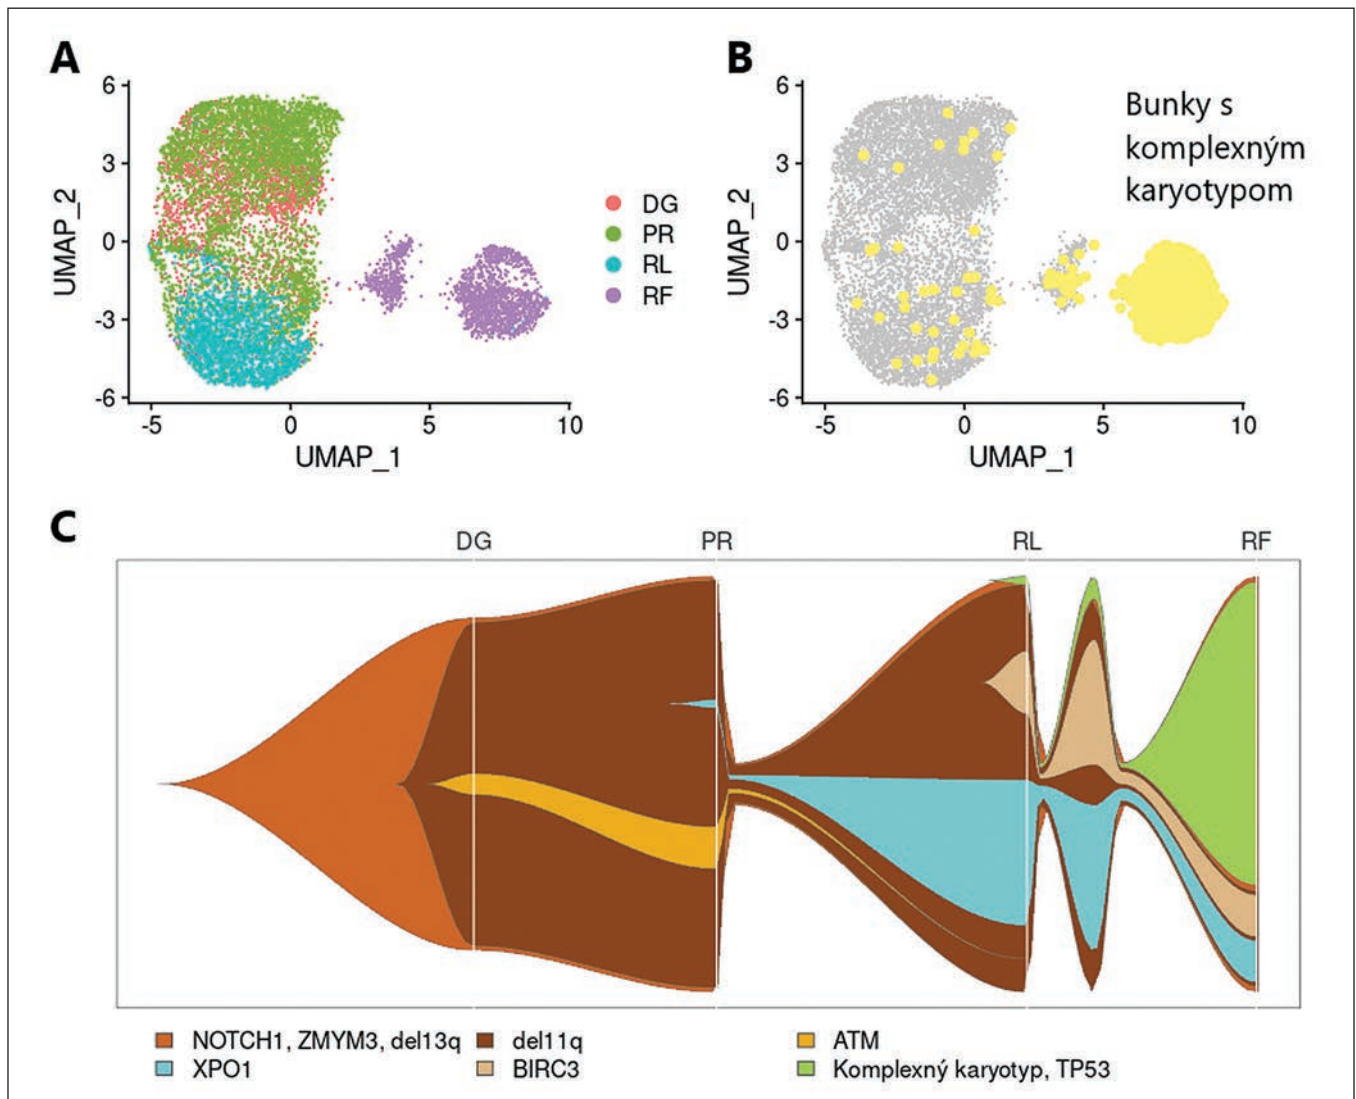 A
6
3
0
-3
-6
UMAP_2
-5
0
5
10
UMAP_1
DG
PR
RL
RF
B
6
3
0
-3
-6
UMAP_2
-5
0
5
10
UMAP_1
Bunky s
komplexným
karyotypom
C
DG
PR
RL
RF
NOTCH1, ZMYM3, del13q
del11q
ATM
XPO1
BIRC3
Komplexný karyotyp, TP53